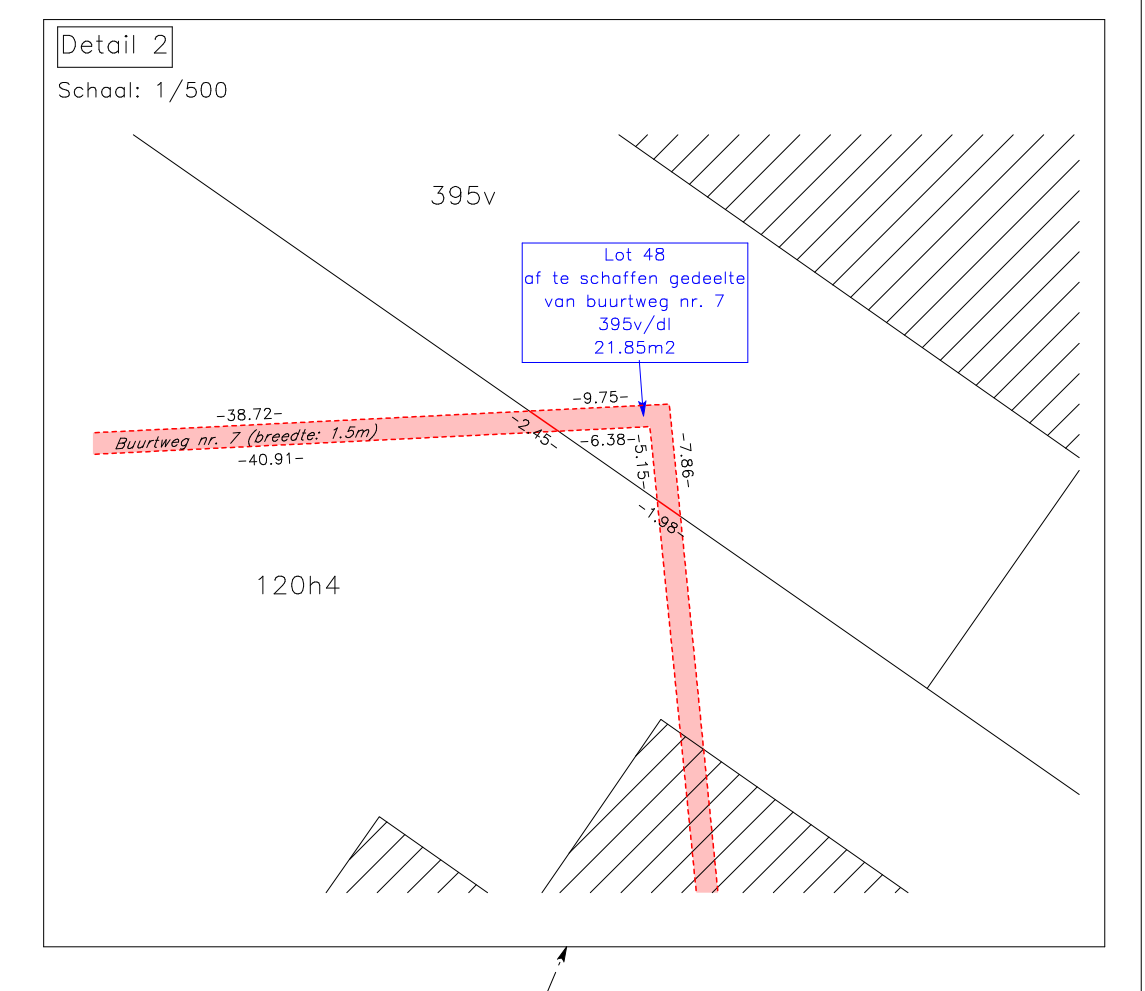 Detail 2
Schaal: 1/500
395v
Lot 48
af te schaffen gedeelte
van buurtweg nr. 7
395v/dl
21.85m2
-9.75-
-38.72-
-2.45-
-6.38-
-5.15-
-7.86-
Buurtweg nr. 7 (breedte: 1.5m)
-40.91-
-1.98-
120h4